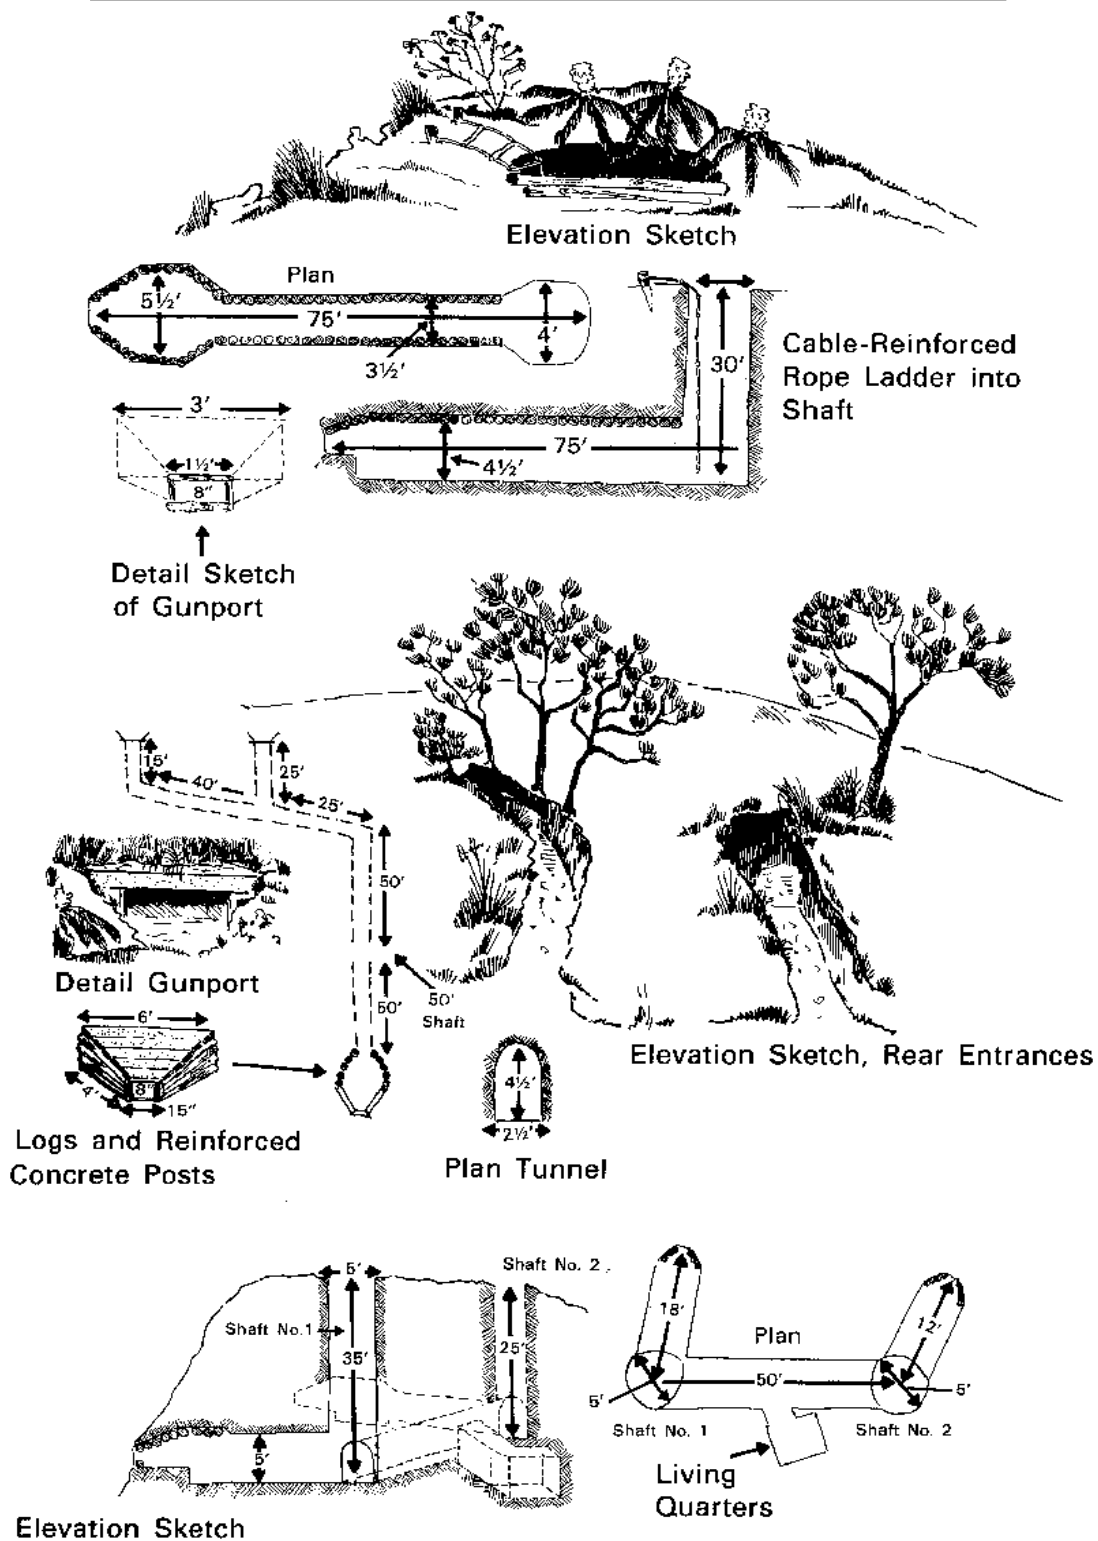 Elevation Sketch
Plan
5½'
75'
4'
3½'
30'
Cable-Reinforced
Rope Ladder into
Shaft
3'
1½'
8"
75'
4½'
Detail Sketch
of Gunport
15'
40'
25'
25'
50'
50'
50'
Shaft
Detail Gunport
6'
4'
8"
15"
Logs and Reinforced
Concrete Posts
4½'
2½'
Plan Tunnel
Elevation Sketch, Rear Entrances
5'
Shaft No. 2
Shaft No.1
35'
25'
5'
Elevation Sketch
18'
12'
Plan
50'
5'
5'
Shaft No. 1
Shaft No. 2
Living
Quarters